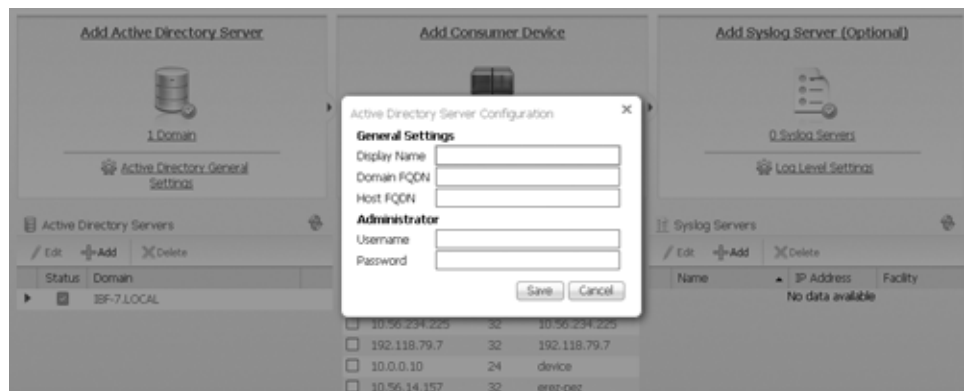 Add Active Directory Server
Add Consumer Device
Add Syslog Server (Optional)
1 Domain
Active Directory General
Settings
0 Syslog Servers
Log Level Settings
Active Directory Server Configuration
General Settings
Display Name
Domain FQDN
Host FQDN
Administrator
Username
Password
Save
Cancel
Active Directory Servers
Edit
Add
Delete
Status
Domain
IBF-7.LOCAL
Syslog Servers
Edit
Add
Delete
Name
IP Address
Facility
No data available
10.56.234.225 32 10.56.234.225
192.118.79.7 32 192.118.79.7
10.0.0.10 24 device
10.56.14.157 32 erez-pez